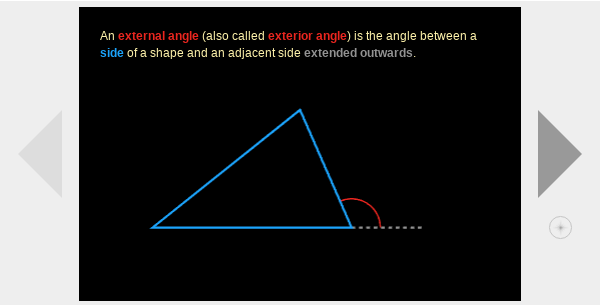 An external angle (also called exterior angle) is the angle between a
side of a shape and an adjacent side extended outwards.